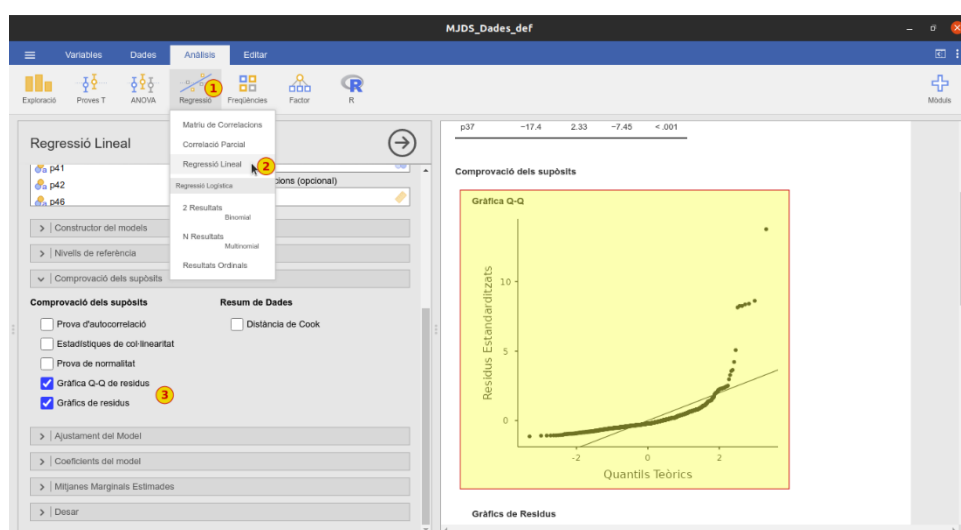 MJDS_Dades_def
Variables Dades Anàlisis Editar
Exploració Proves T ANOVA Regressió Freqüències Factor R Mòduls
1
Matriu de Correlacions
Correlació Parcial
Regressió Lineal
2
Regressió Logística
2 Resultats
Binomial
N Resultats
Multinomial
Resultats Ordinals
Regressió Lineal
p41
p42
p46
cions (opcional)
Constructor del models
Nivells de referència
Comprovació dels supòsits
Comprovació dels supòsits Resum de Dades
Prova d'autocorrelació Distància de Cook
Estadístiques de col·linearitat
Prova de normalitat
Gràfica Q-Q de residus
Gràfics de residus
3
Ajustament del Model
Coeficients del model
Mitjanes Marginals Estimades
Desar
p37 −17.4 2.33 −7.45 < .001
Comprovació dels supòsits
Gràfica Q-Q
Residus Estandarditzats
10
5
0
-2 0 2
Quantils Teòrics
Gràfics de Residus